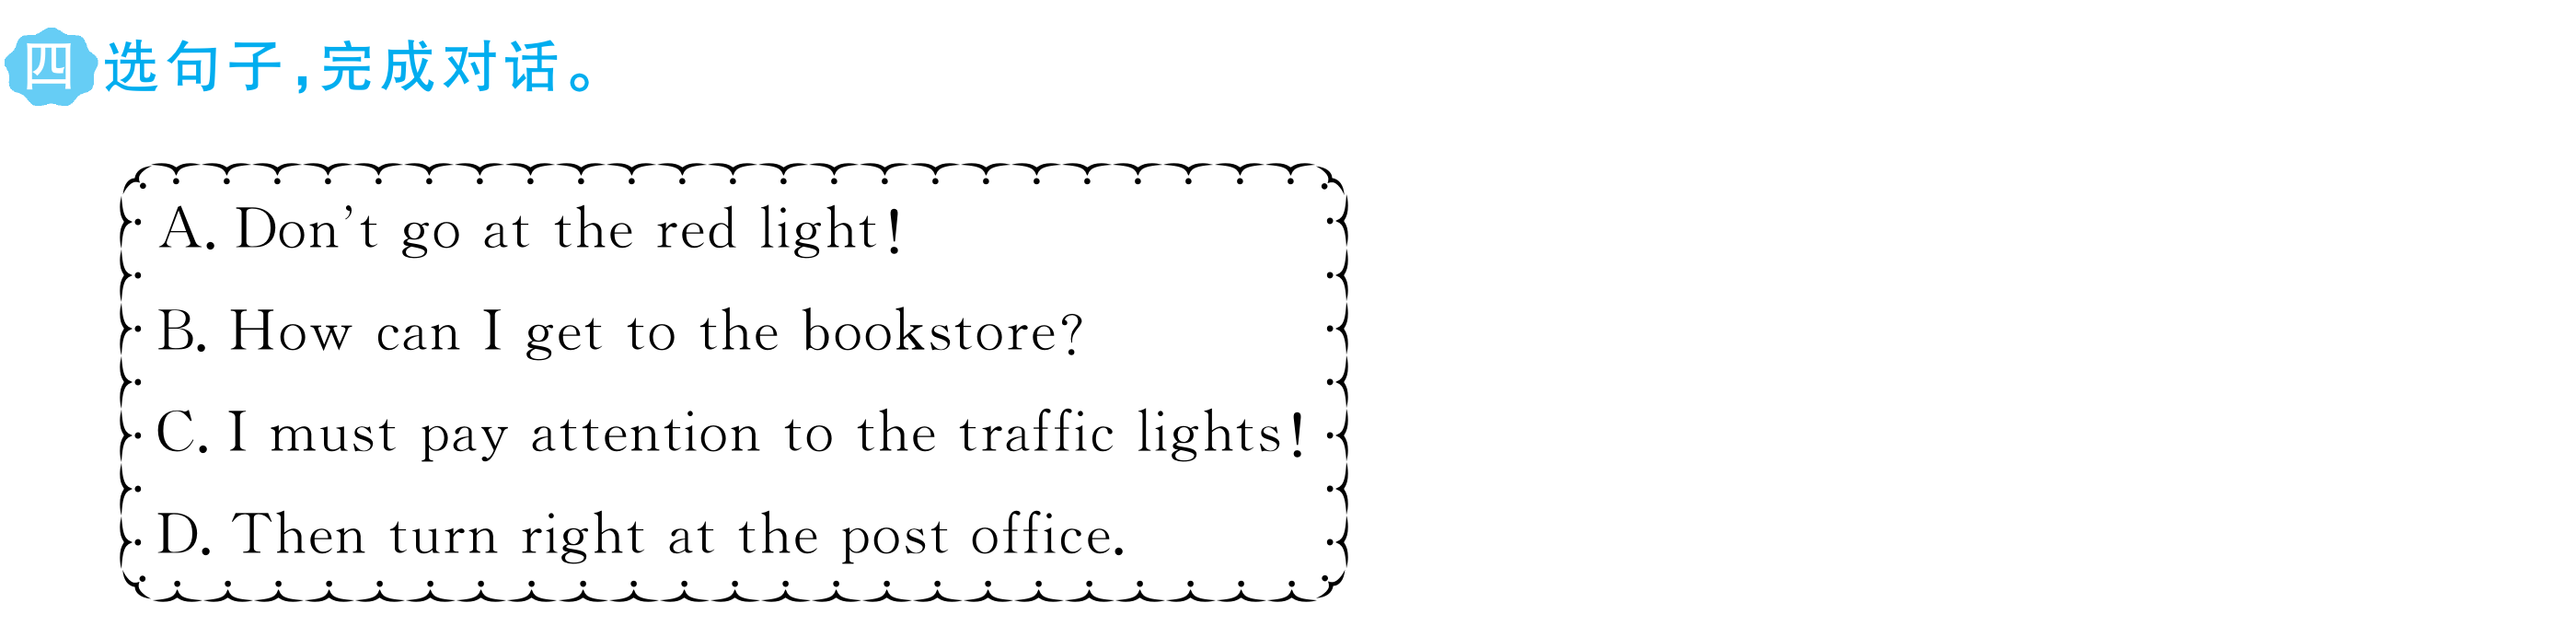 四 选句子,完成对话。
A. Don't go at the red light!
B. How can I get to the bookstore?
C. I must pay attention to the traffic lights!
D. Then turn right at the post office.